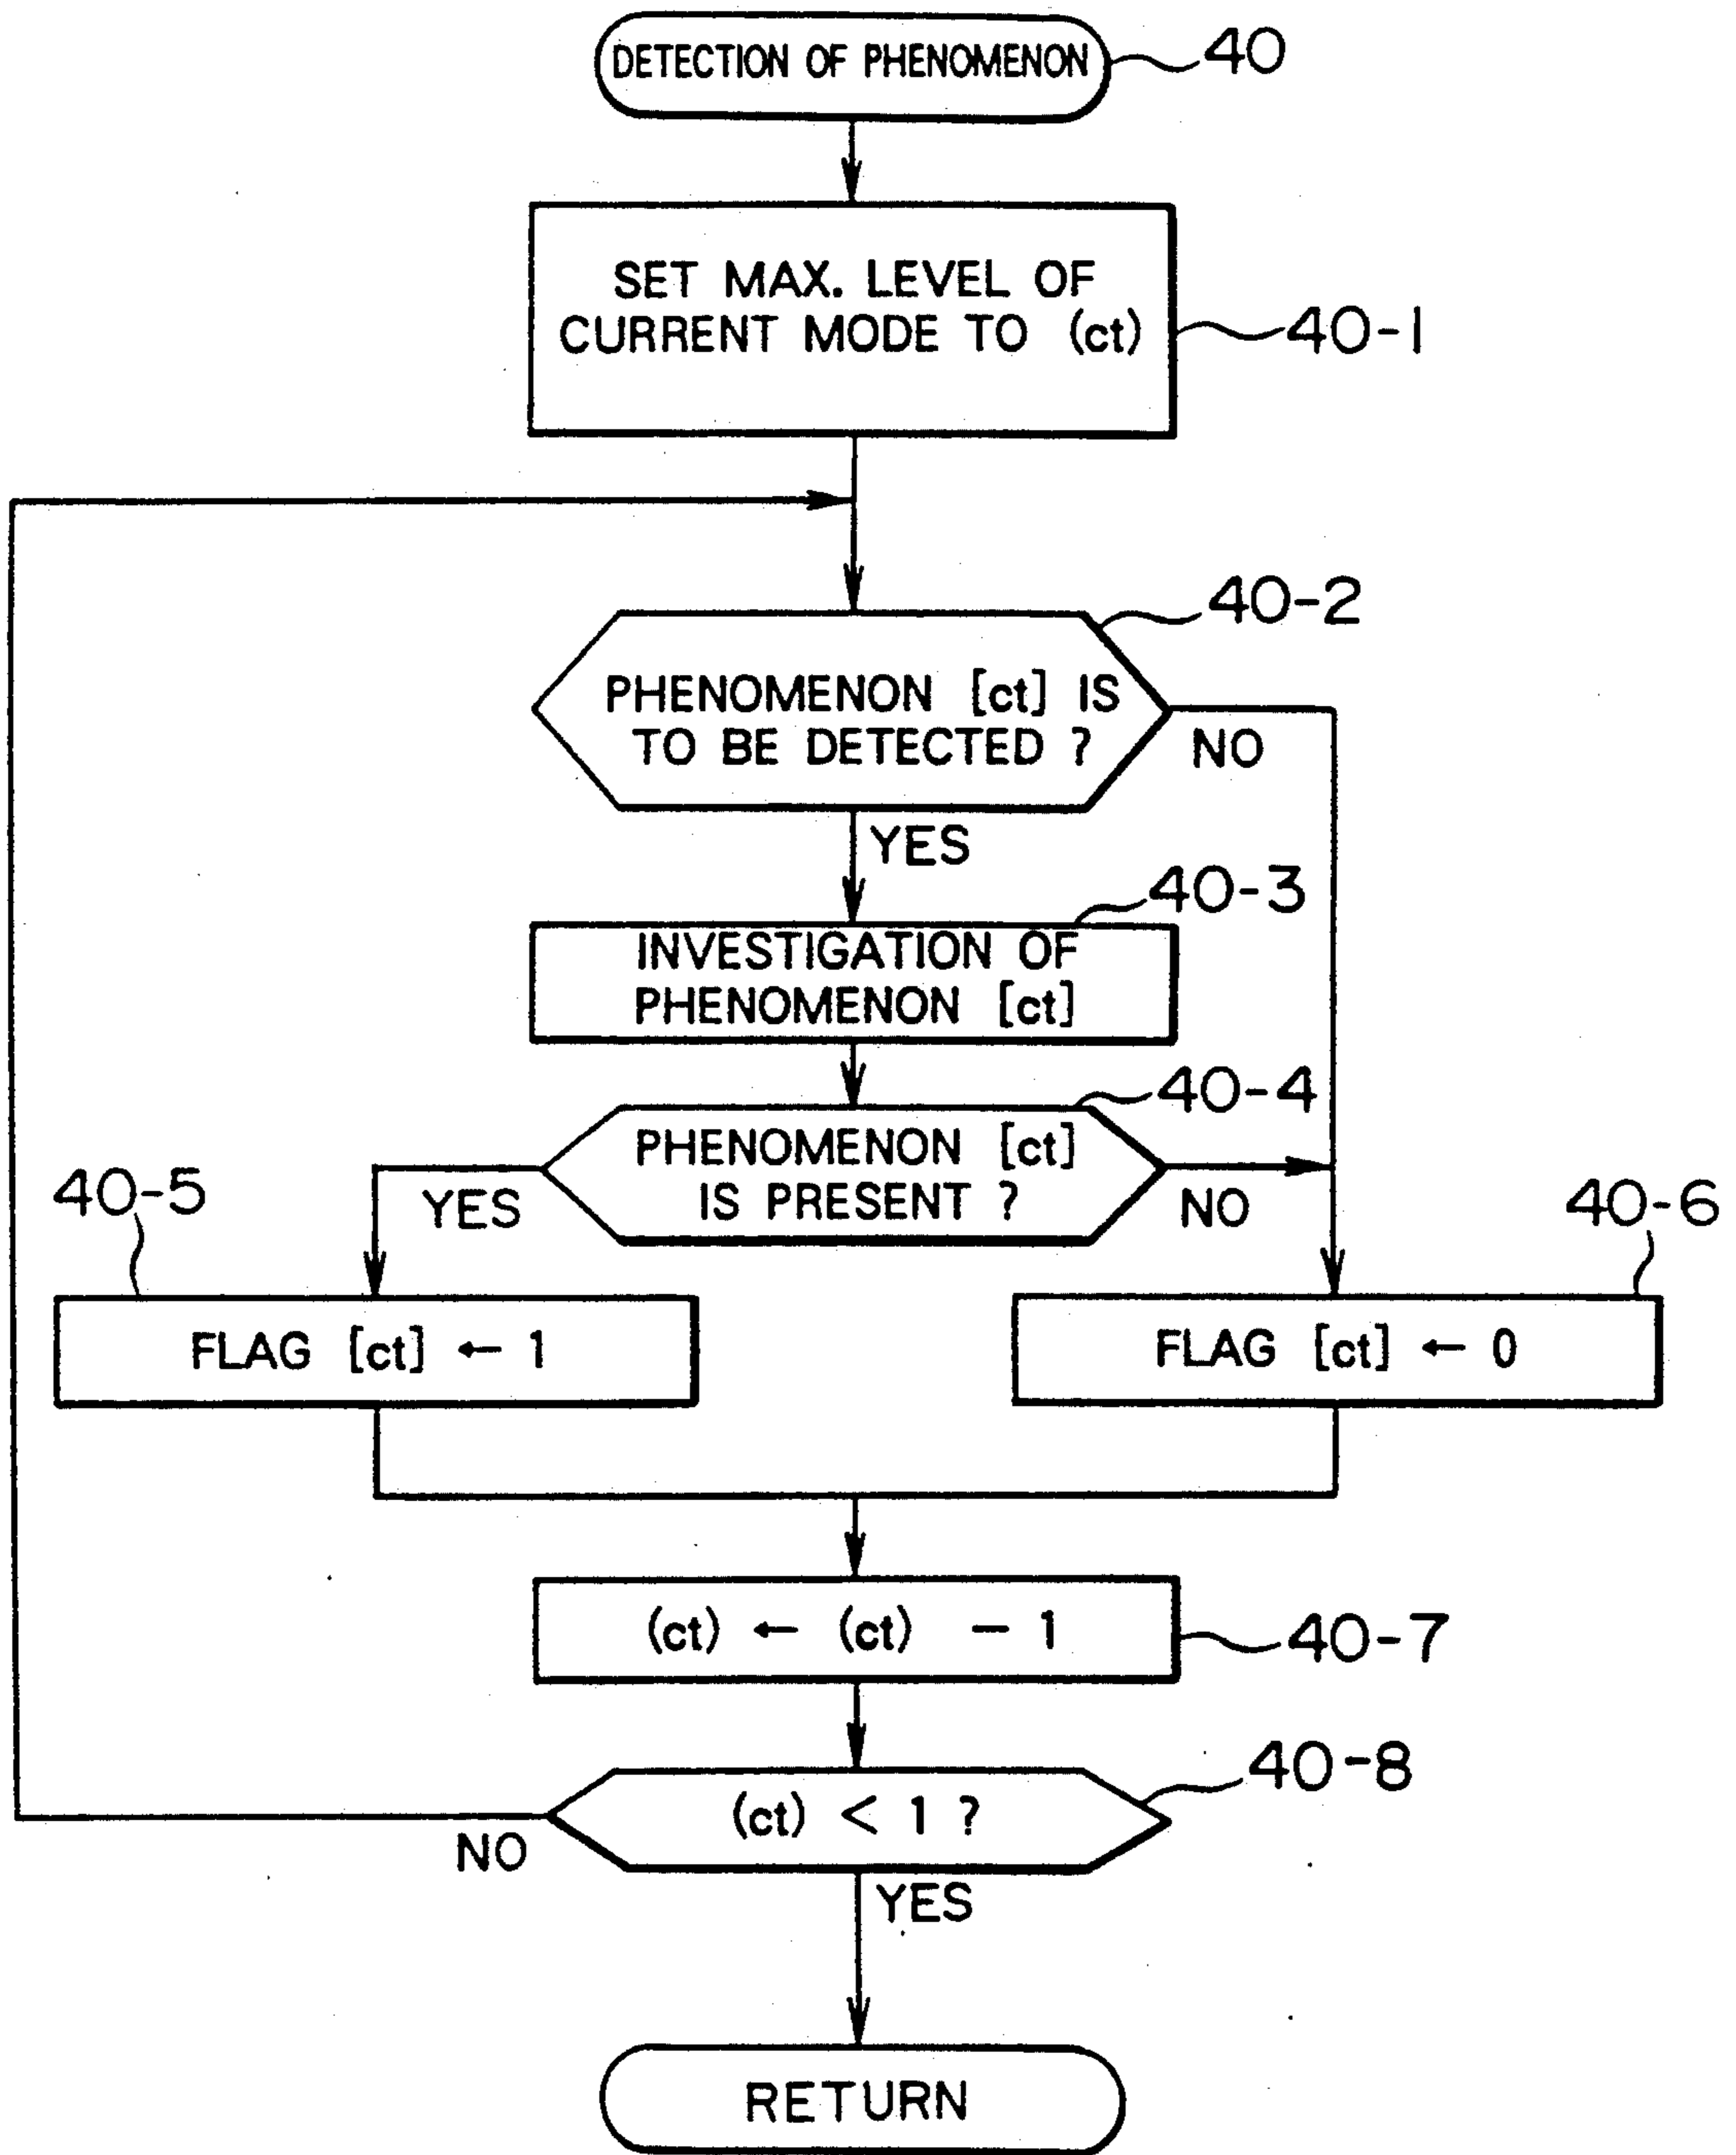 DETECTION OF PHENOMENON
40
SET MAX. LEVEL OF
CURRENT MODE TO (ct)
40-1
40-2
PHENOMENON [ct] IS
TO BE DETECTED ?
NO
YES
40-3
INVESTIGATION OF
PHENOMENON [ct]
40-4
PHENOMENON [ct]
IS PRESENT ?
YES
NO
40-5
40-6
FLAG [ct] ← 1
FLAG [ct] ← 0
(ct) ← (ct) - 1
40-7
40-8
(ct) < 1 ?
NO
YES
RETURN